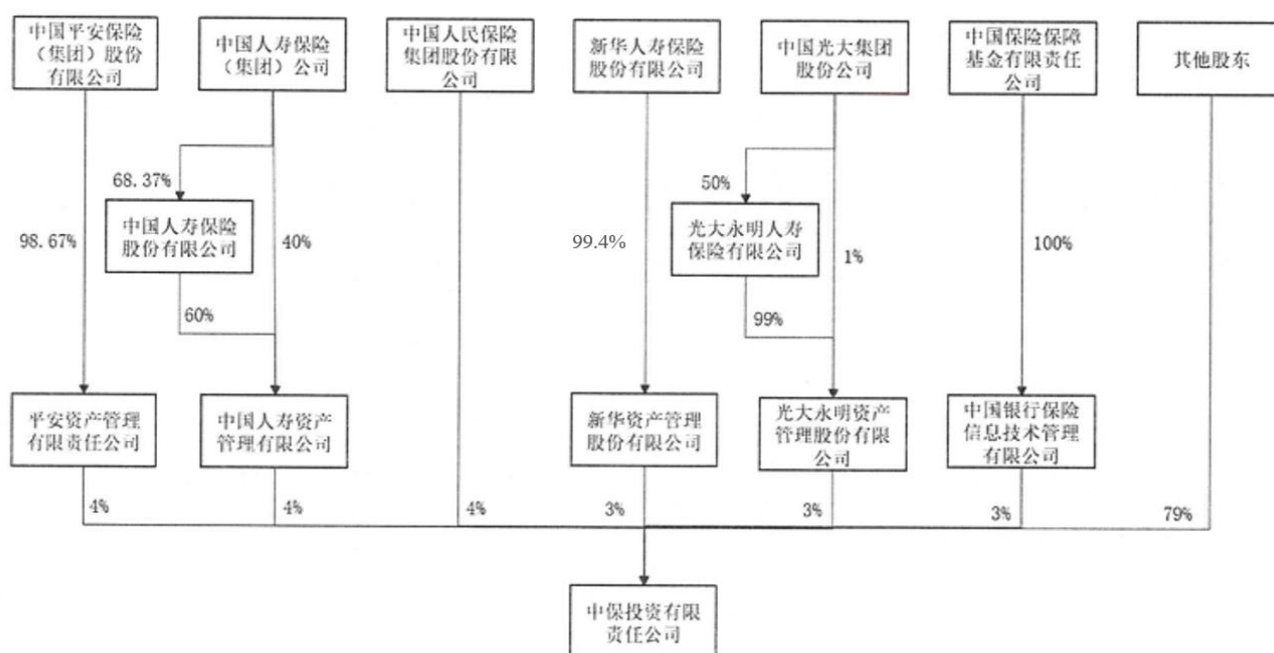 中国平安保险
（集团）股份
有限公司
中国人寿保险
（集团）公司
中国人民保险
集团股份有限
公司
新华人寿保险
股份有限公司
中国光大集团
股份公司
中国保险保障
基金有限责任
公司
其他股东
68.37%
50%
中国人寿保险
股份有限公司
光大永明人寿
保险有限公司
98.67%
40%
99.4%
1%
100%
60%
99%
平安资产管理
有限责任公司
中国人寿资产
管理有限公司
新华资产管理
股份有限公司
光大永明资产
管理股份有限
公司
中国银行保险
信息技术管理
有限公司
4%
4%
4%
3%
3%
3%
79%
中保投资有限
责任公司